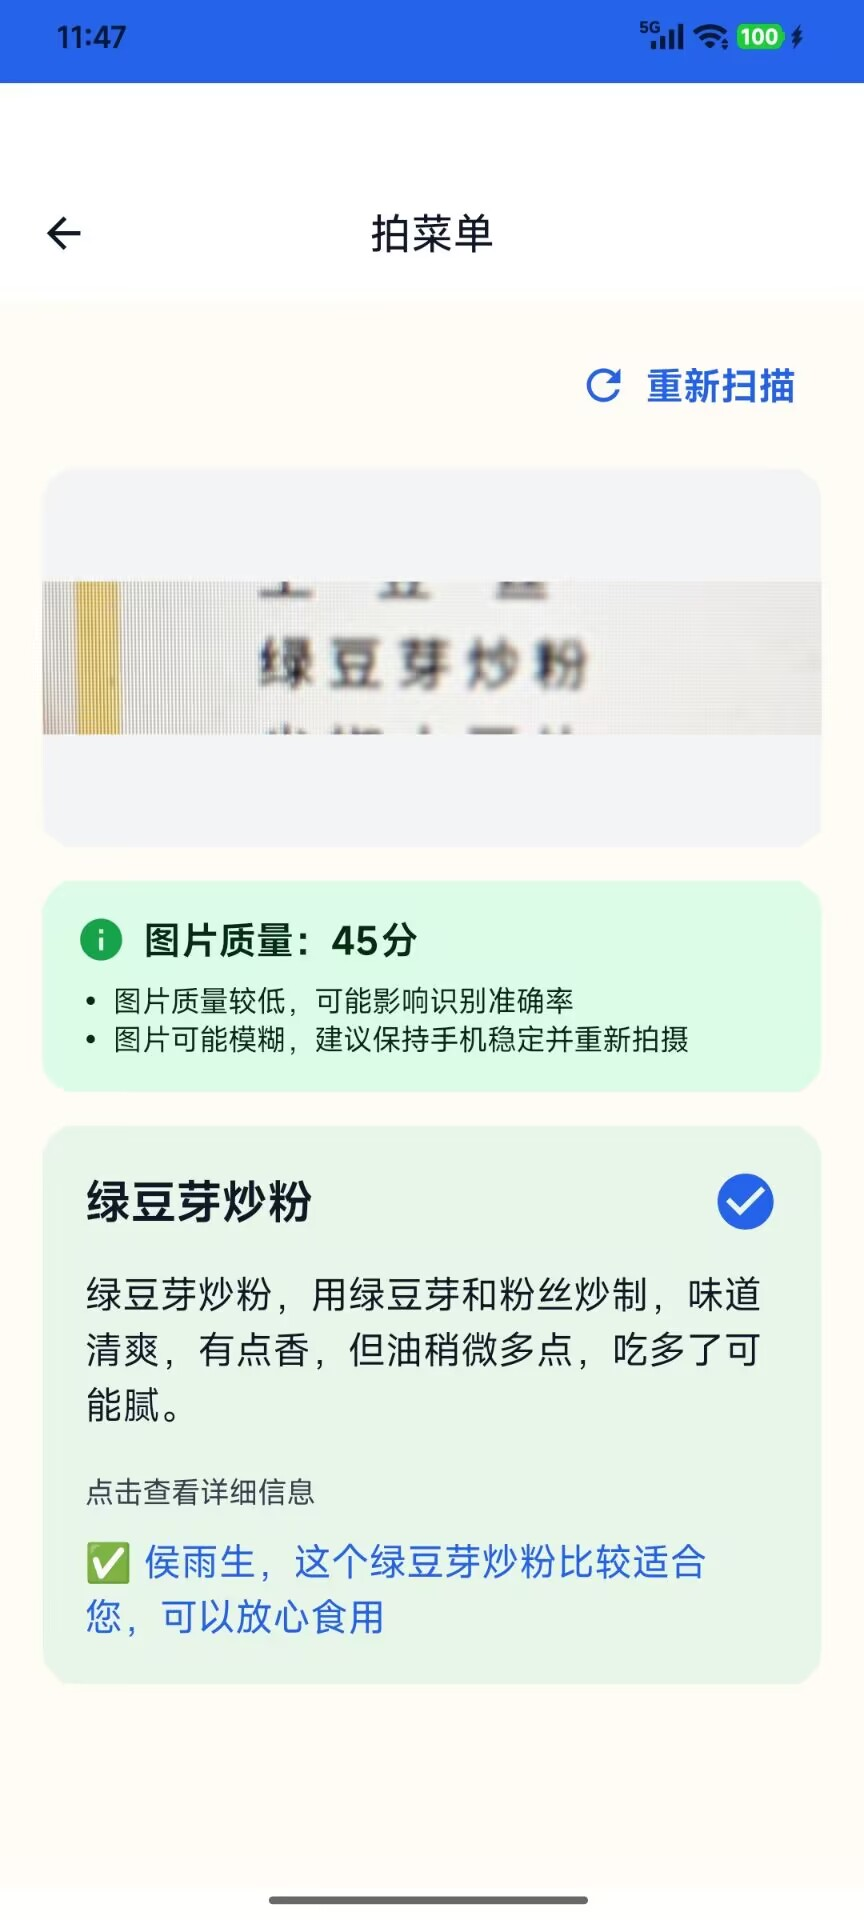 11:47
5G
100
拍菜单
重新扫描
绿豆芽炒粉
图片质量：45分
• 图片质量较低，可能影响识别准确率
• 图片可能模糊，建议保持手机稳定并重新拍摄
绿豆芽炒粉
绿豆芽炒粉，用绿豆芽和粉丝炒制，味道
清爽，有点香，但油稍微多点，吃多了可
能腻。
点击查看详细信息
✅ 侯雨生，这个绿豆芽炒粉比较适合
您，可以放心食用